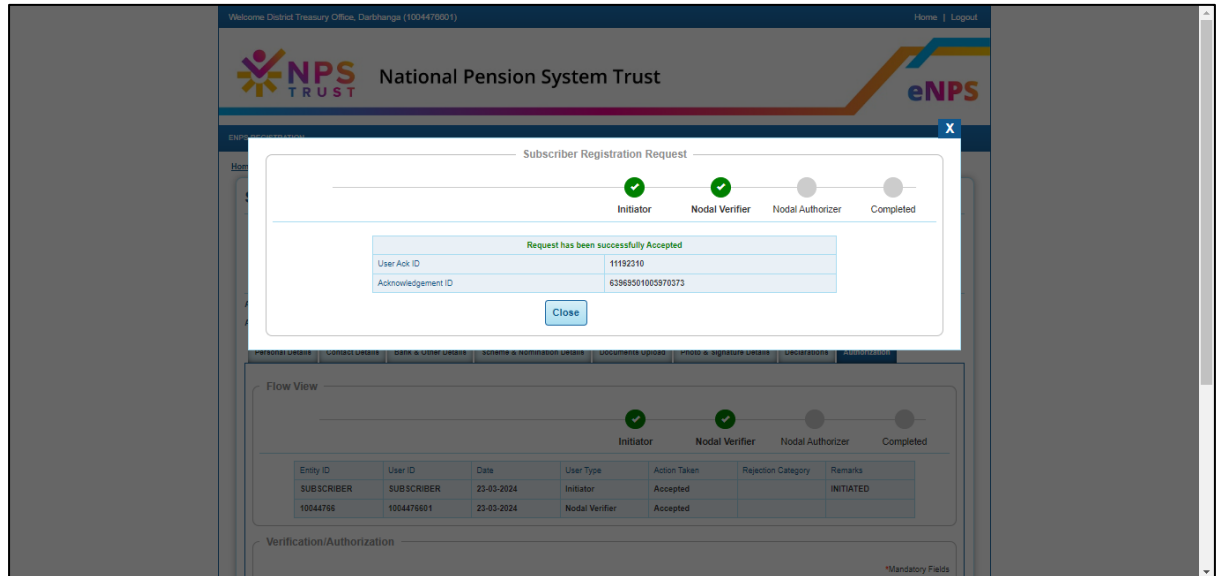 Welcome District Treasury Office, Darbhanga (1004476601) Home | Logout
NPS TRUST National Pension System Trust eNPS
X
Subscriber Registration Request
Initiator Nodal Verifier Nodal Authorizer Completed
Request has been successfully Accepted
User Ack ID 11192310
Acknowledgement ID 63969501005970373
Close
Personal Details Contact Details Bank & Other Details Scheme & Nomination Details Documents Upload Photo & Signature Details Declarations Authorization
Flow View
Initiator Nodal Verifier Nodal Authorizer Completed
Entity ID User ID Date User Type Action Taken Rejection Category Remarks
SUBSCRIBER SUBSCRIBER 23-03-2024 Initiator Accepted INITIATED
10044766 1004476601 23-03-2024 Nodal Verifier Accepted
Verification/Authorization
*Mandatory Fields